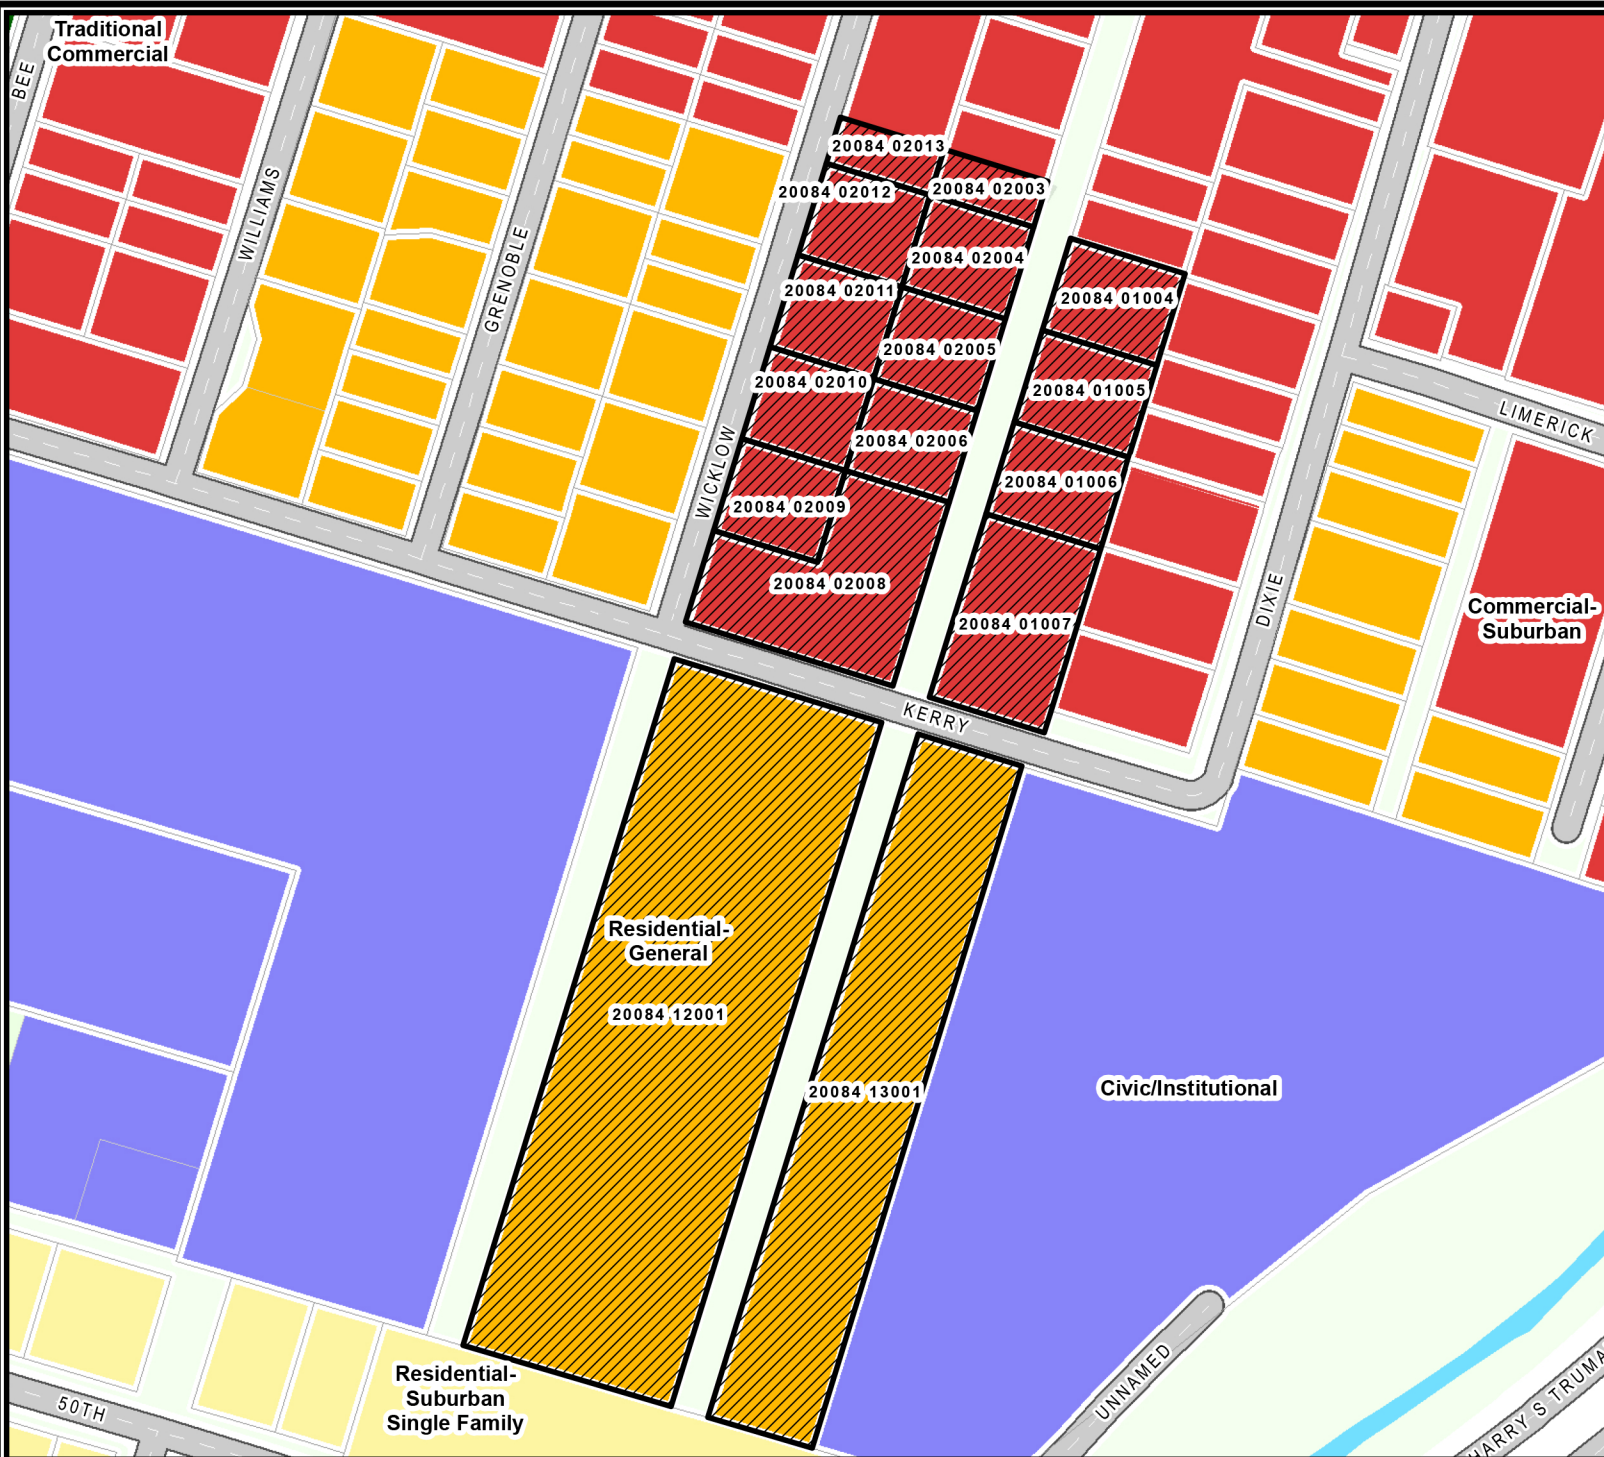 Traditional
Commercial
BEE
WILLIAMS
GRENOBLE
WICKLOW
20084 02013
20084 02012
20084 02003
20084 02004
20084 02011
20084 01004
20084 02005
20084 02010
20084 01005
20084 02006
20084 01006
20084 02009
20084 02008
20084 01007
LIMERICK
DIXIE
Commercial-
Suburban
KERRY
Residential-
General
20084 12001
20084 13001
Civic/Institutional
Residential-
Suburban
Single Family
50TH
UNNAMED
HARRY S TRUMA